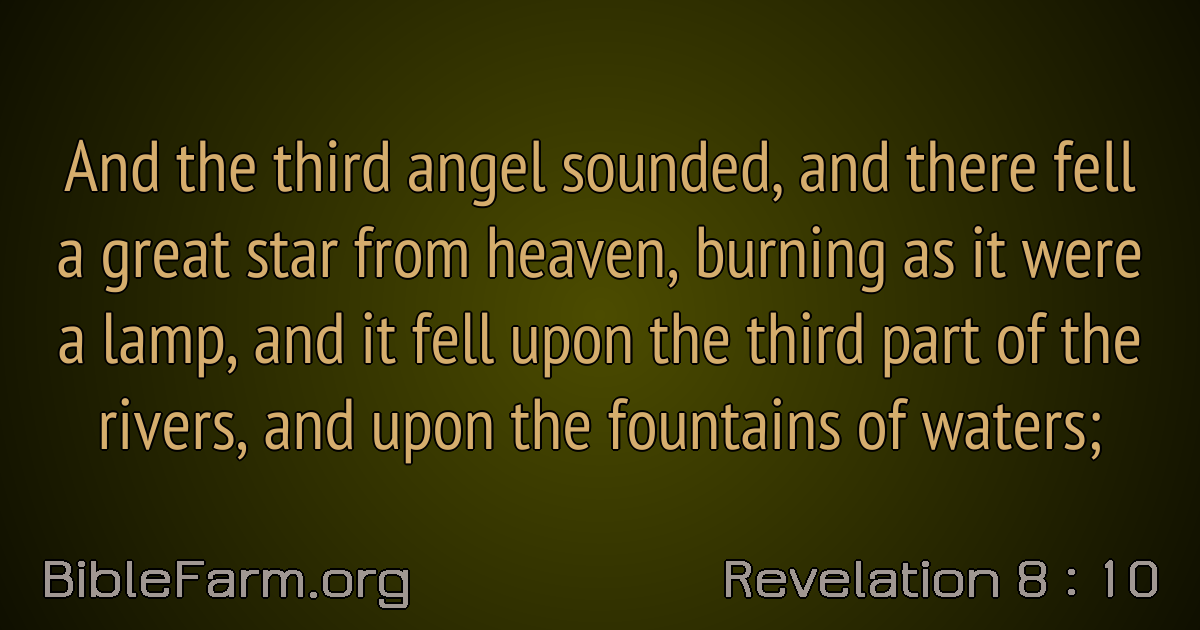 And the third angel sounded, and there fell
a great star from heaven, burning as it were
a lamp, and it fell upon the third part of the
rivers, and upon the fountains of waters;
BibleFarm.org
Revelation 8 : 10